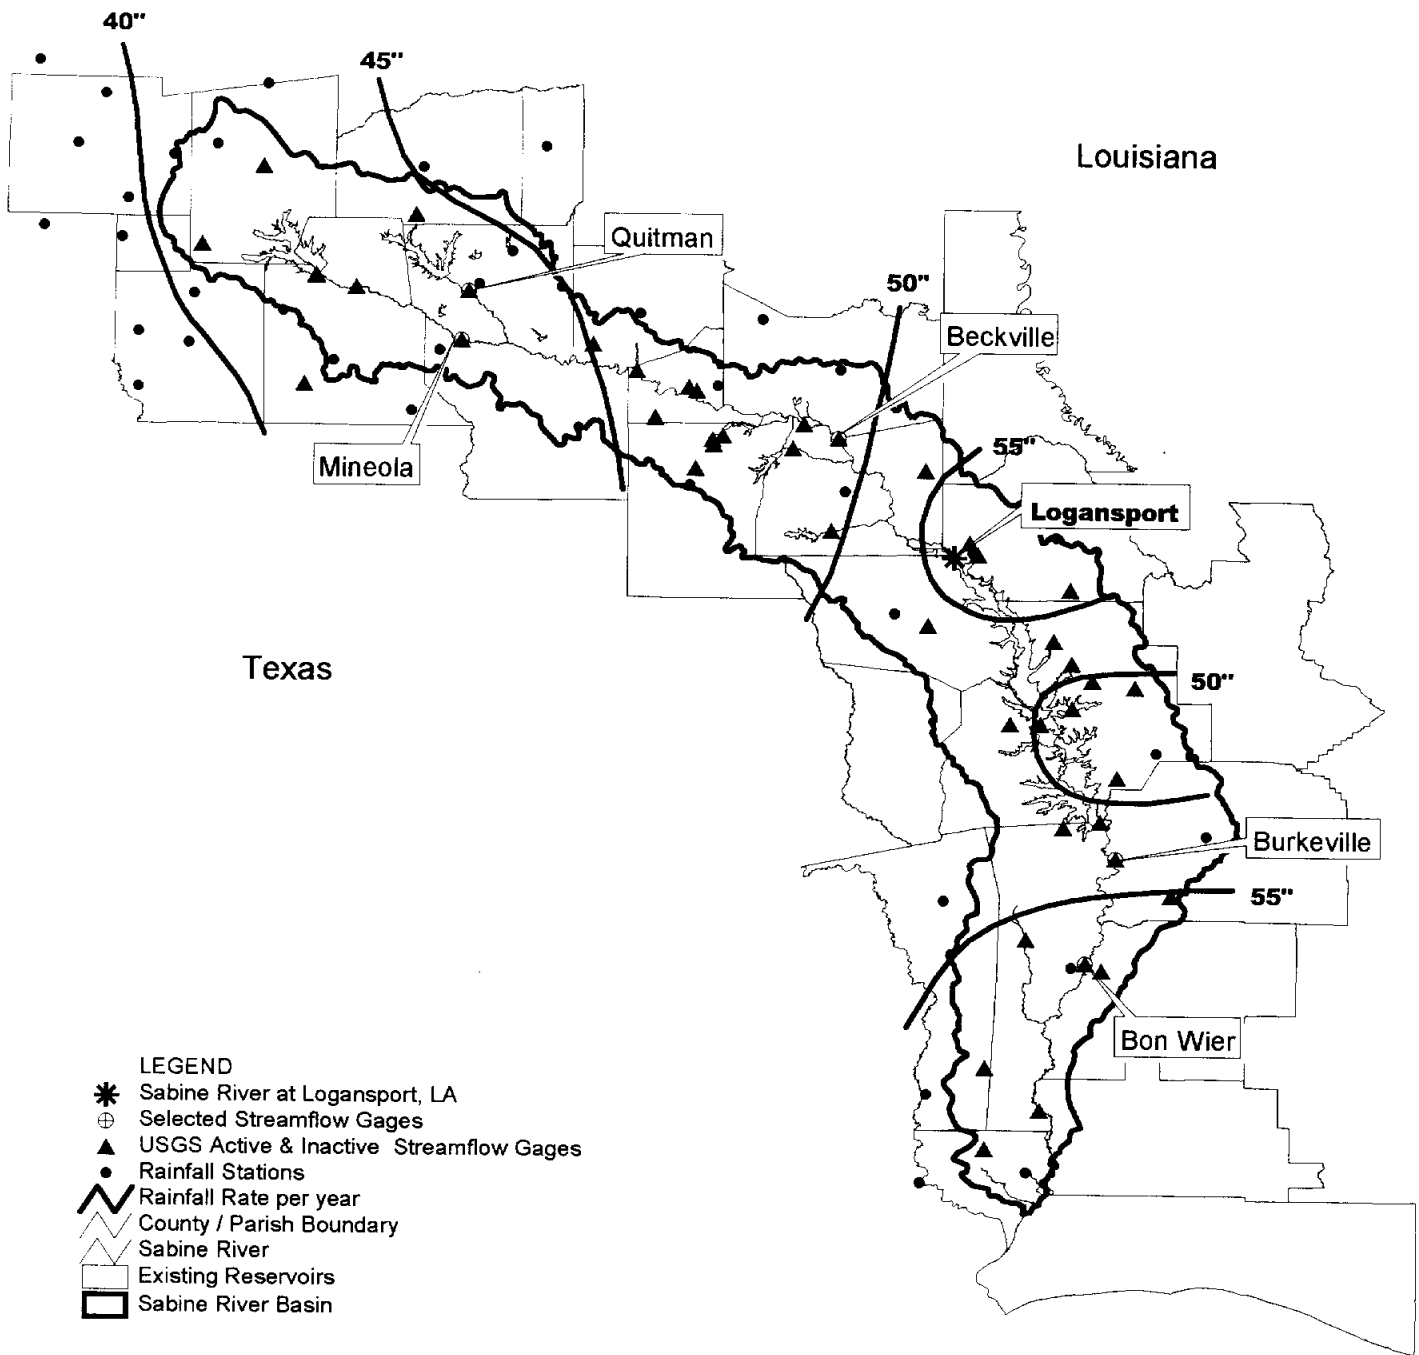 40"
45"
Louisiana
Quitman
50"
Beckville
55"
Mineola
Logansport
Texas
50"
Burkeville
55"
Bon Wier
LEGEND
Sabine River at Logansport, LA
Selected Streamflow Gages
USGS Active & Inactive Streamflow Gages
Rainfall Stations
Rainfall Rate per year
County / Parish Boundary
Sabine River
Existing Reservoirs
Sabine River Basin